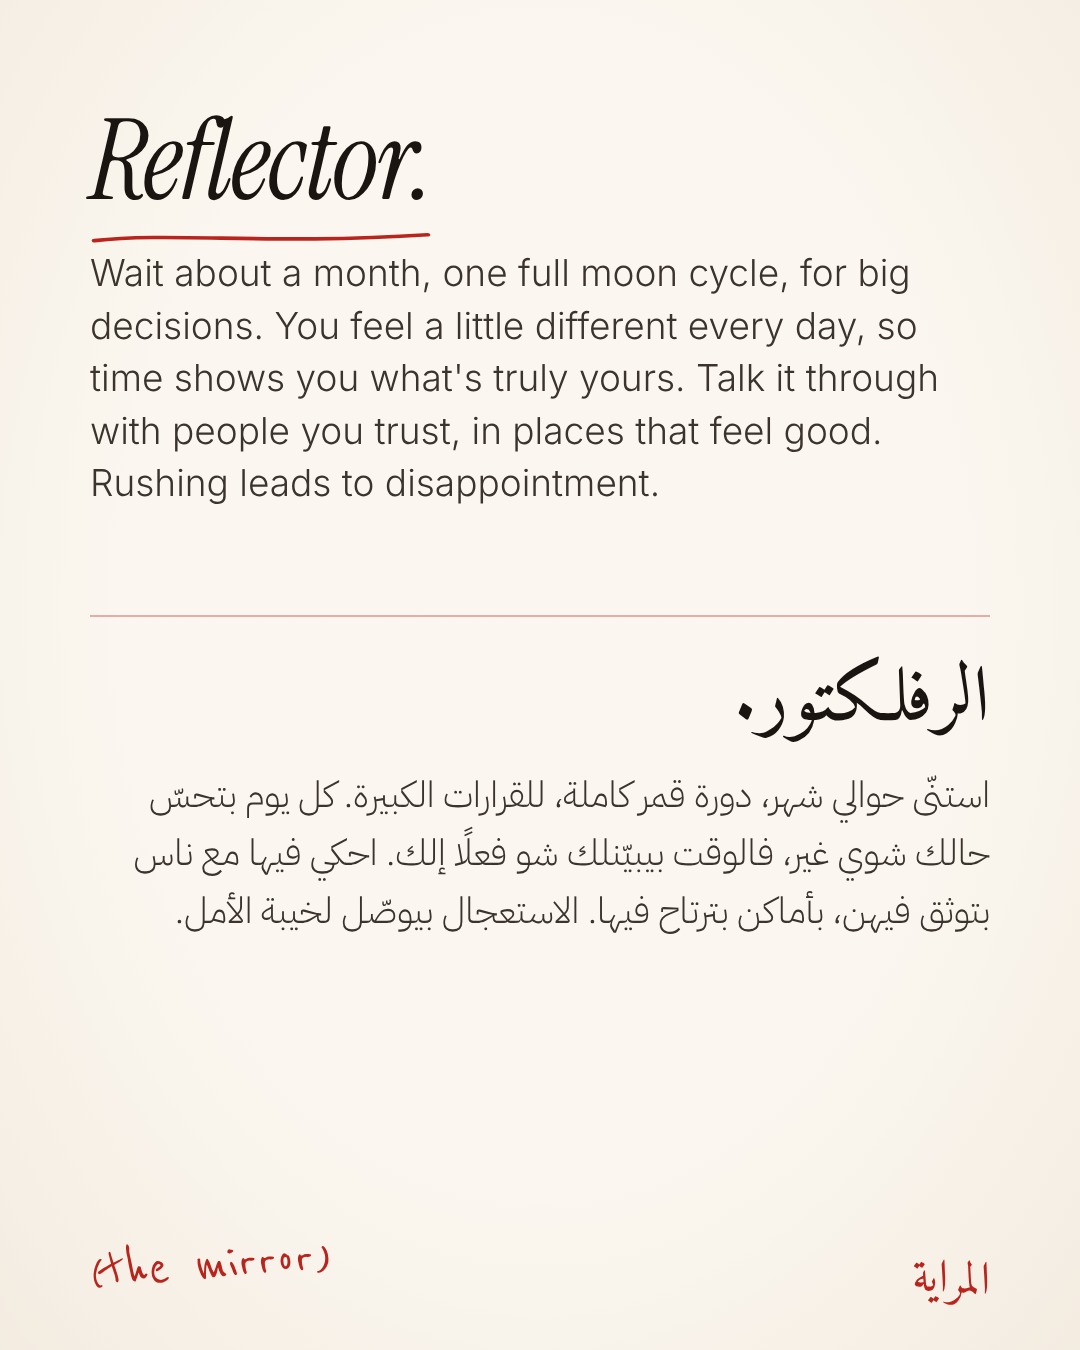 Reflector.
Wait about a month, one full moon cycle, for big
decisions. You feel a little different every day, so
time shows you what's truly yours. Talk it through
with people you trust, in places that feel good.
Rushing leads to disappointment.
الرفلكتور.
استنّى حوالي شهر، دورة قمر كاملة، للقرارات الكبيرة. كل يوم بتحسّ
حالك شوي غير، فالوقت بيبيّنلك شو فعلًا إلك. احكي فيها مع ناس
بتوثق فيهن، بأماكن بترتاح فيها. الاستعجال بيوصّل لخيبة الأمل.
(the mirror)
المراية